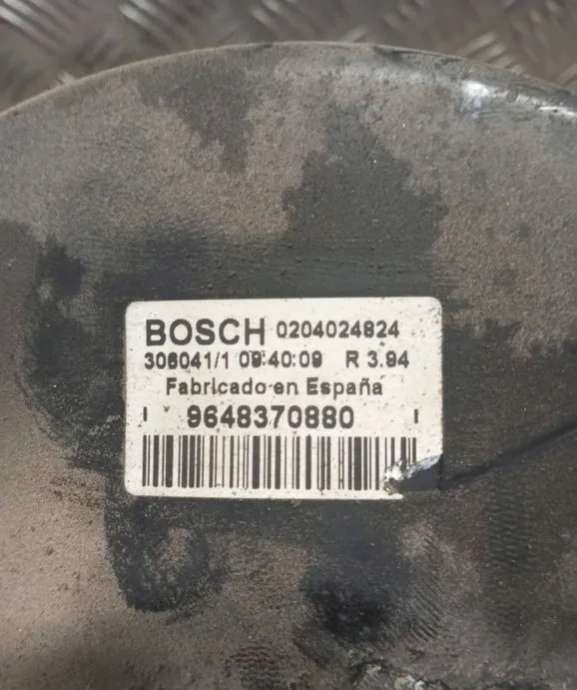 BOSCH 0204024824
306041/1 09:40:09 R 3.94
Fabricado en España
9648370880